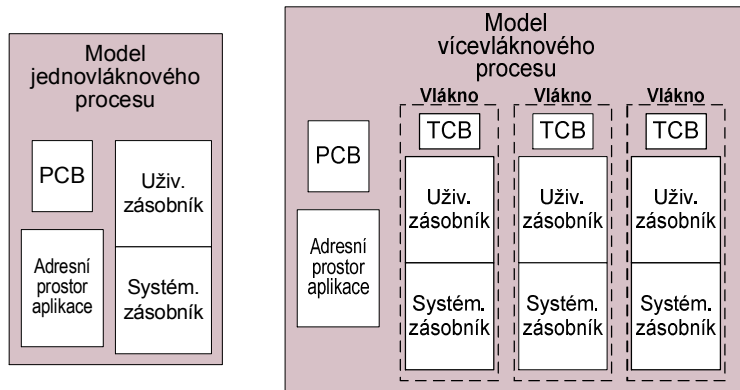 Model
jednovláknového
procesu
PCB
Uživ.
zásobník
Adresní
prostor
aplikace
Systém.
zásobník
Model
vícevláknového
procesu
Vlákno
Vlákno
Vlákno
PCB
Adresní
prostor
aplikace
TCB
Uživ.
zásobník
Systém.
zásobník
TCB
Uživ.
zásobník
Systém.
zásobník
TCB
Uživ.
zásobník
Systém.
zásobník